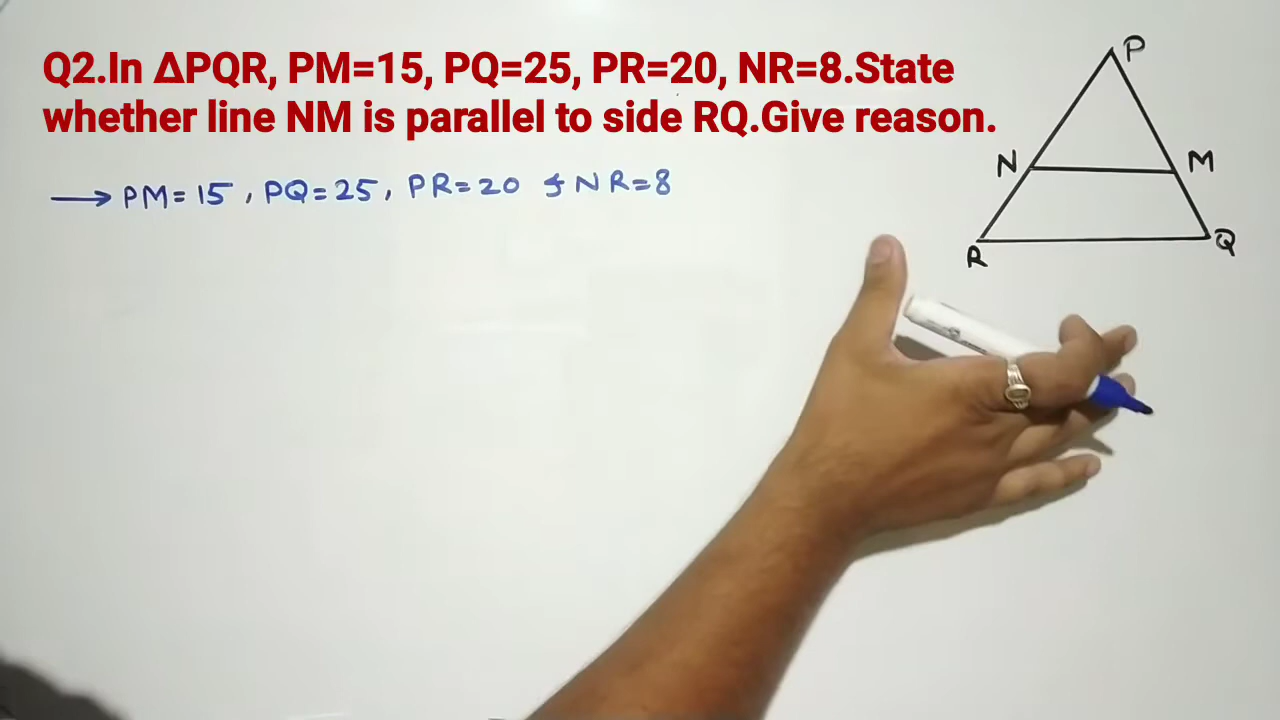 Q2.In ΔPQR, PM=15, PQ=25, PR=20, NR=8.State
whether line NM is parallel to side RQ.Give reason.
→ PM=15, PQ=25, PR=20 & NR=8
P
N
M
R
Q